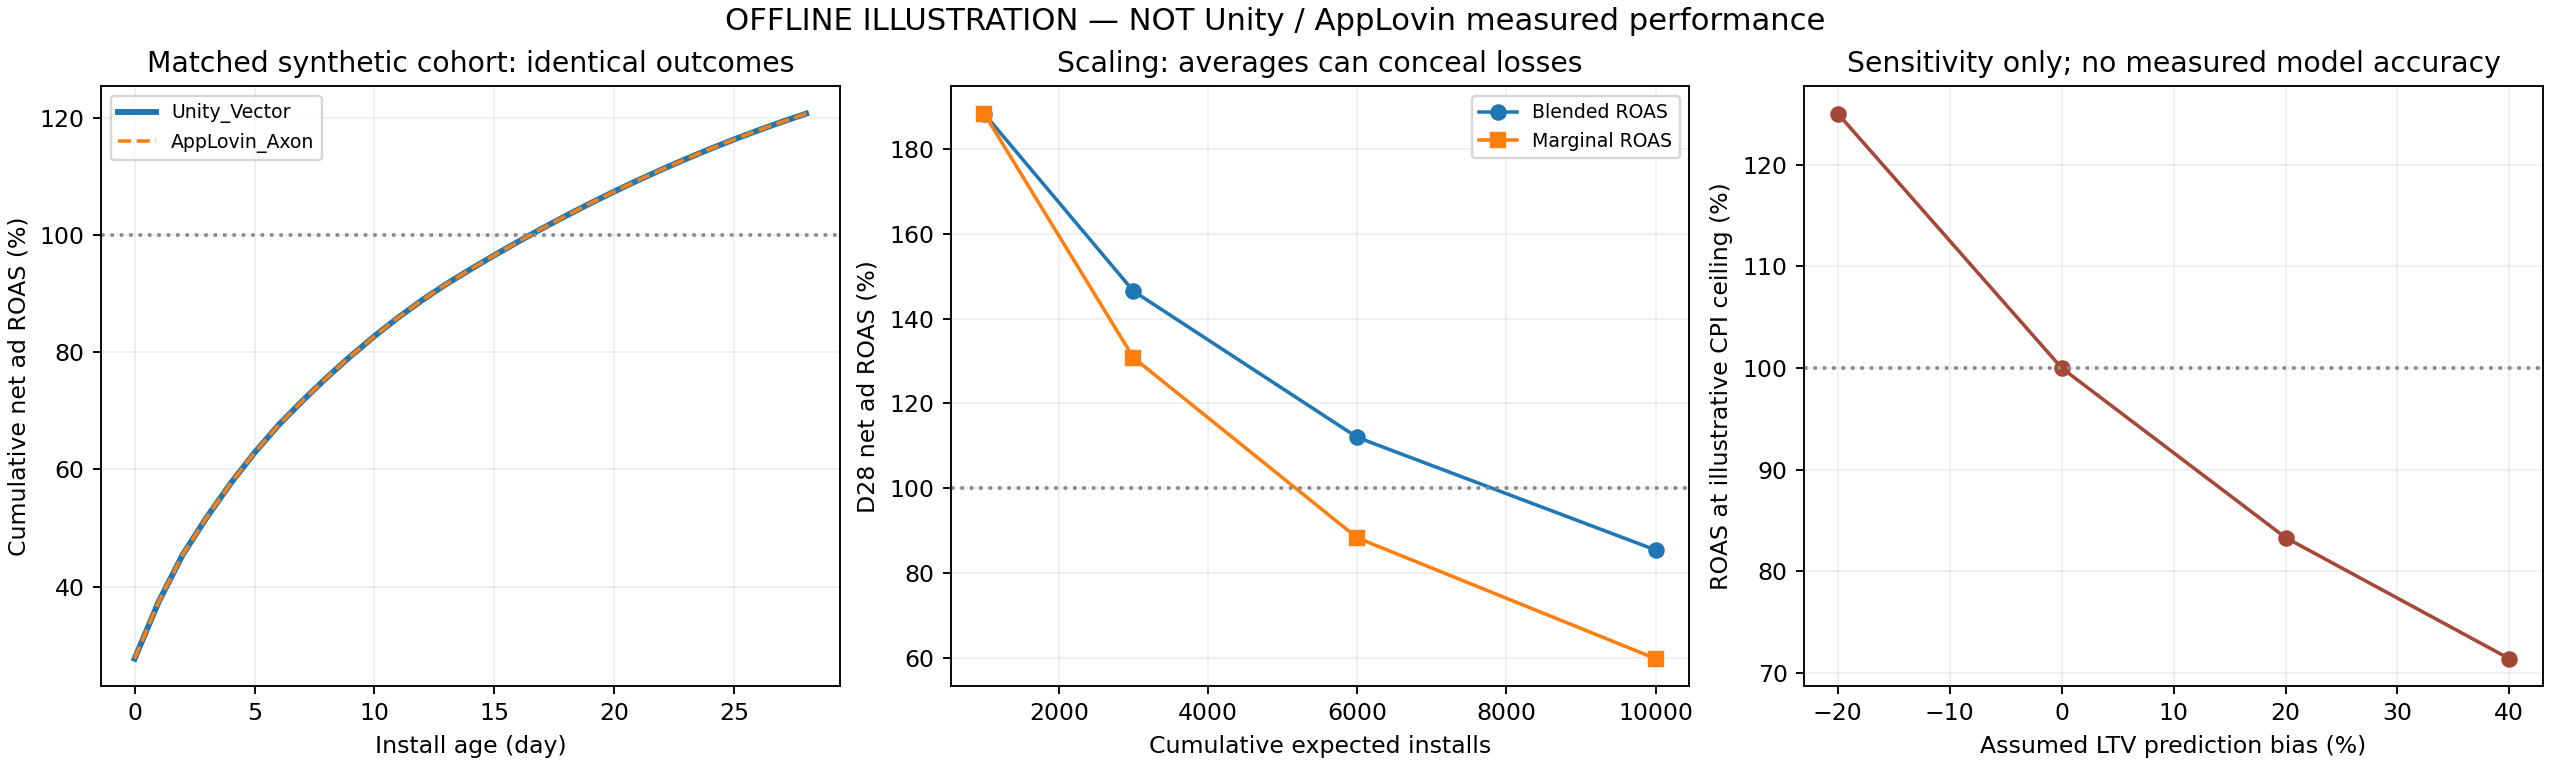 OFFLINE ILLUSTRATION — NOT Unity / AppLovin measured performance
Matched synthetic cohort: identical outcomes
Unity_Vector
AppLovin_Axon
120
100
80
60
40
Cumulative net ad ROAS (%)
0 5 10 15 20 25
Install age (day)
Scaling: averages can conceal losses
Blended ROAS
Marginal ROAS
180
160
140
120
100
80
60
D28 net ad ROAS (%)
2000 4000 6000 8000 10000
Cumulative expected installs
Sensitivity only; no measured model accuracy
120
110
100
90
80
70
ROAS at illustrative CPI ceiling (%)
−20 −10 0 10 20 30 40
Assumed LTV prediction bias (%)